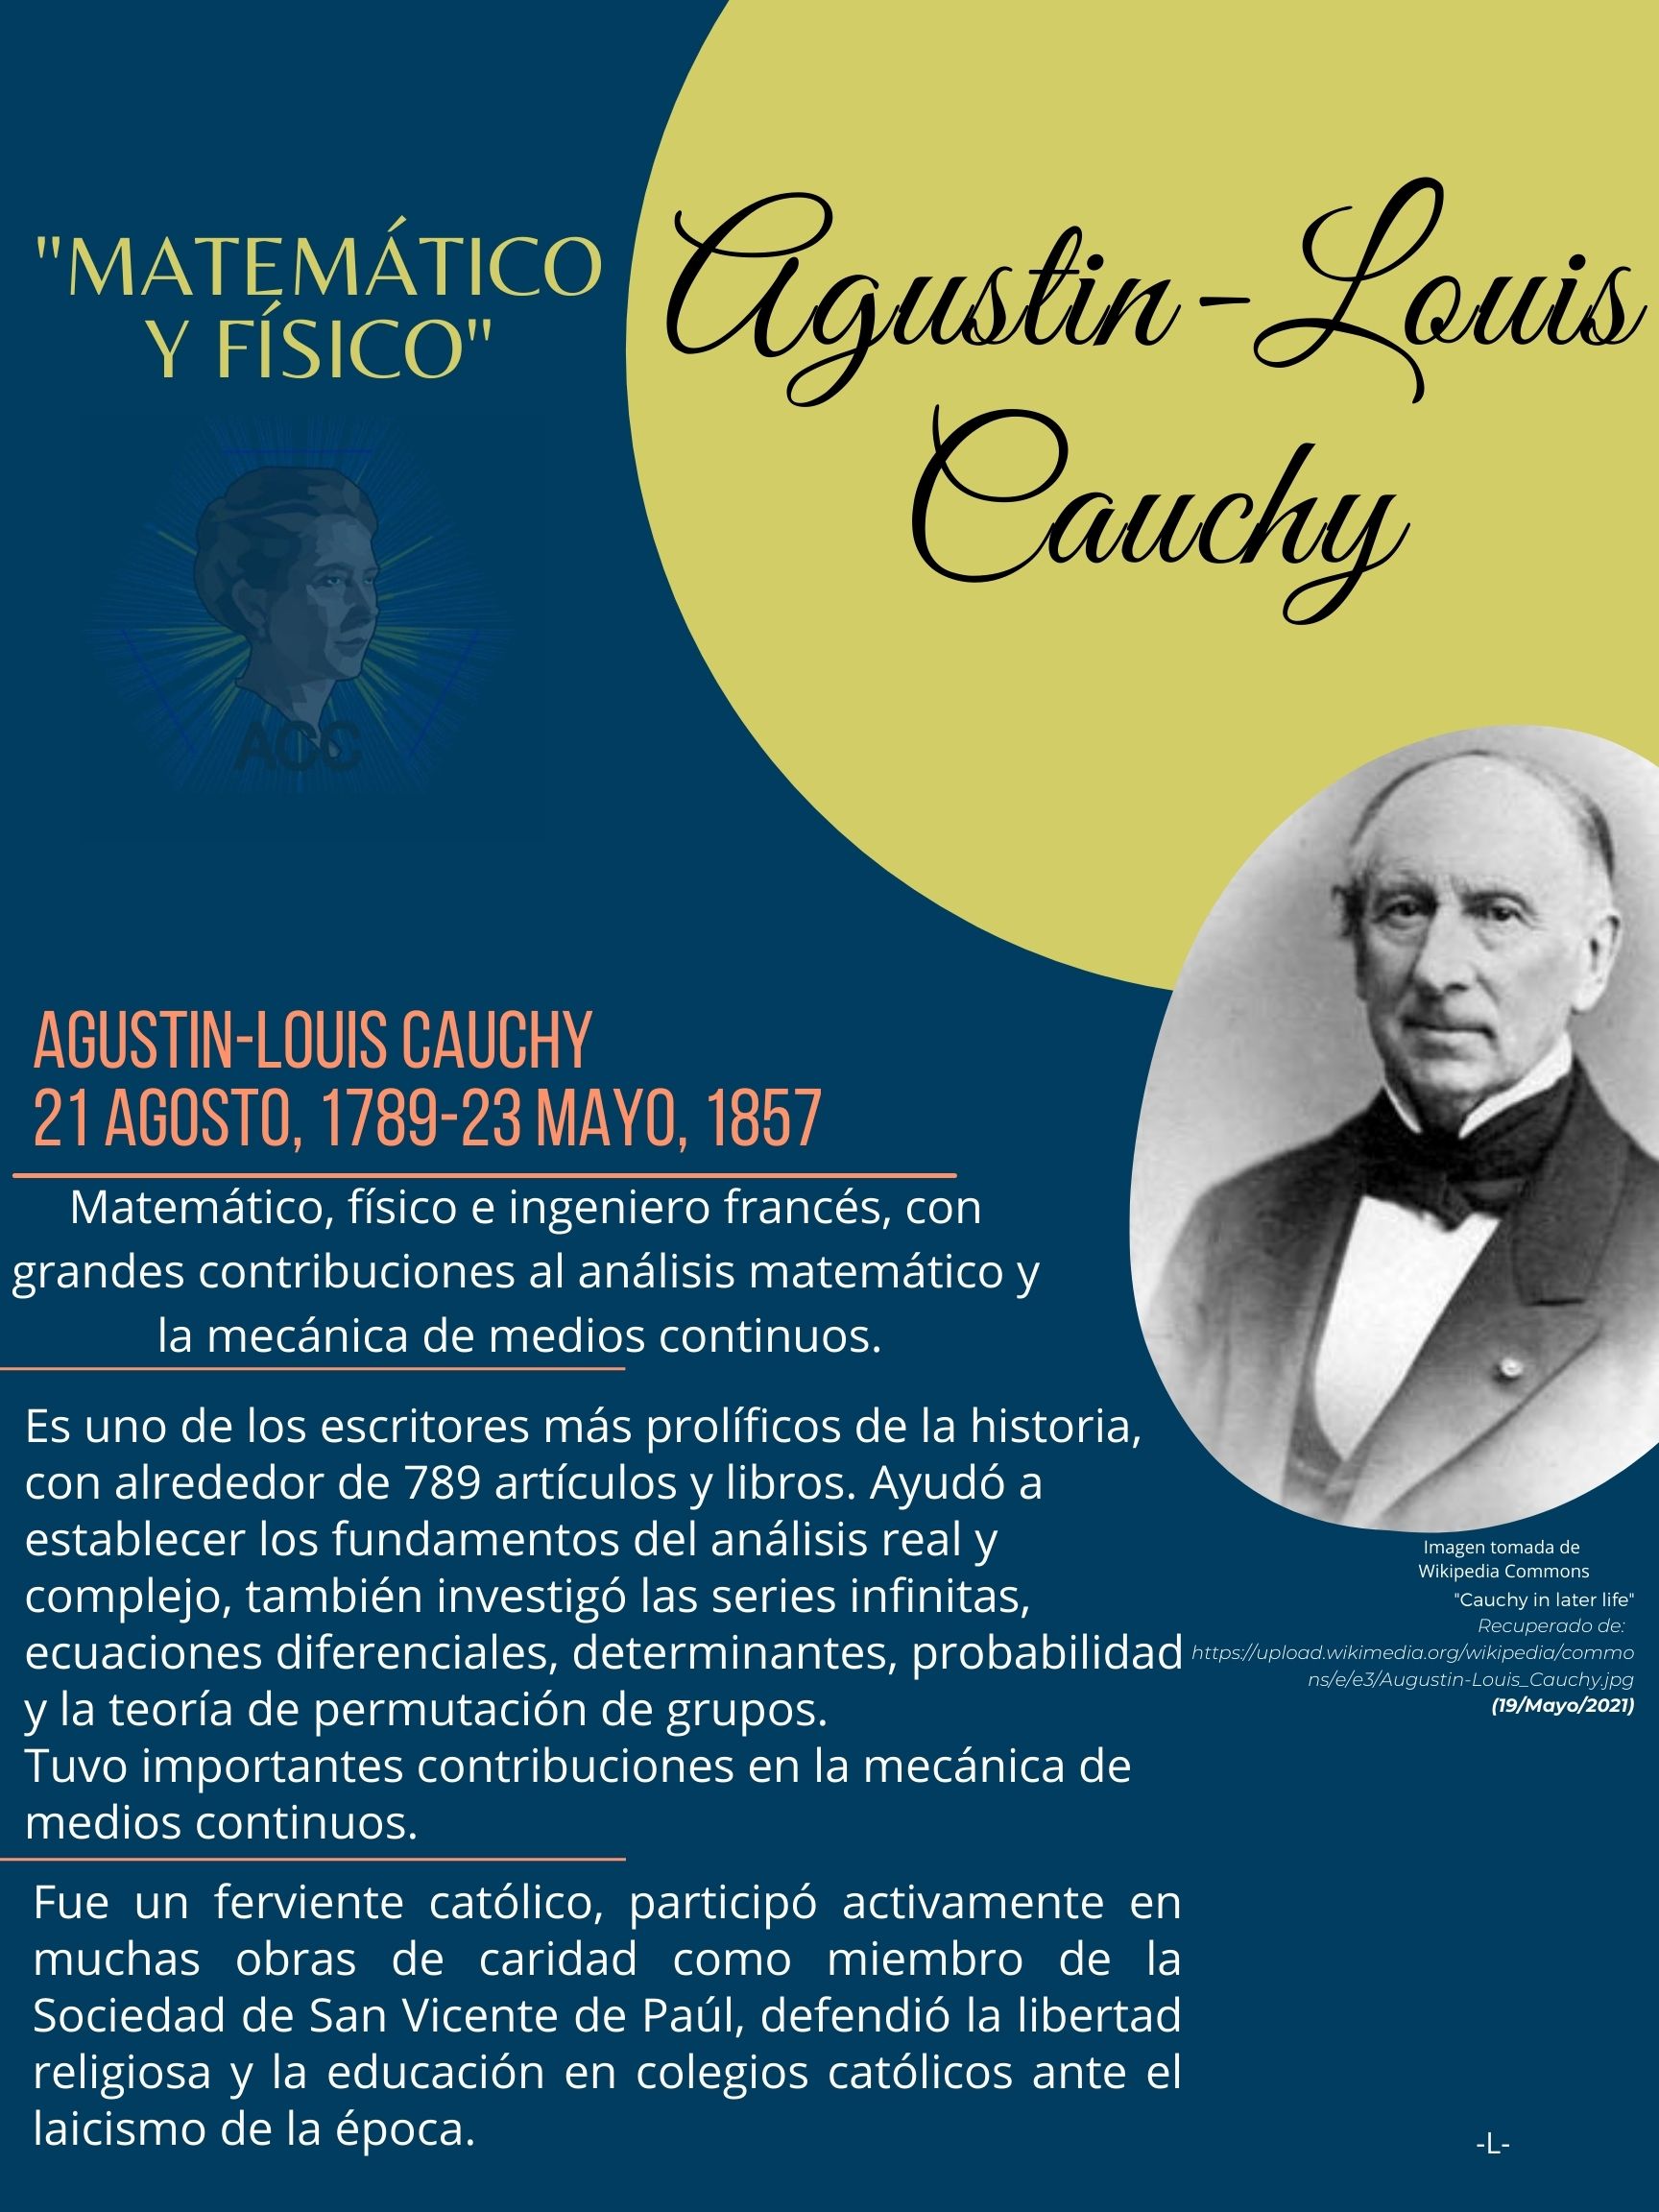 "MATEMÁTICO
Y FÍSICO"
Agustin-Louis
Cauchy
ACC
AGUSTIN-LOUIS CAUCHY
21 AGOSTO, 1789-23 MAYO, 1857
Matemático, físico e ingeniero francés, con
grandes contribuciones al análisis matemático y
la mecánica de medios continuos.
Es uno de los escritores más prolíficos de la historia,
con alrededor de 789 artículos y libros. Ayudó a
establecer los fundamentos del análisis real y
complejo, también investigó las series infinitas,
ecuaciones diferenciales, determinantes, probabilidad
y la teoría de permutación de grupos.
Tuvo importantes contribuciones en la mecánica de
medios continuos.
Fue un ferviente católico, participó activamente en
muchas obras de caridad como miembro de la
Sociedad de San Vicente de Paúl, defendió la libertad
religiosa y la educación en colegios católicos ante el
laicismo de la época.
Imagen tomada de
Wikipedia Commons
"Cauchy in later life"
Recuperado de:
https://upload.wikimedia.org/wikipedia/commo
ns/e/e3/Augustin-Louis_Cauchy.jpg
(19/Mayo/2021)
-L-